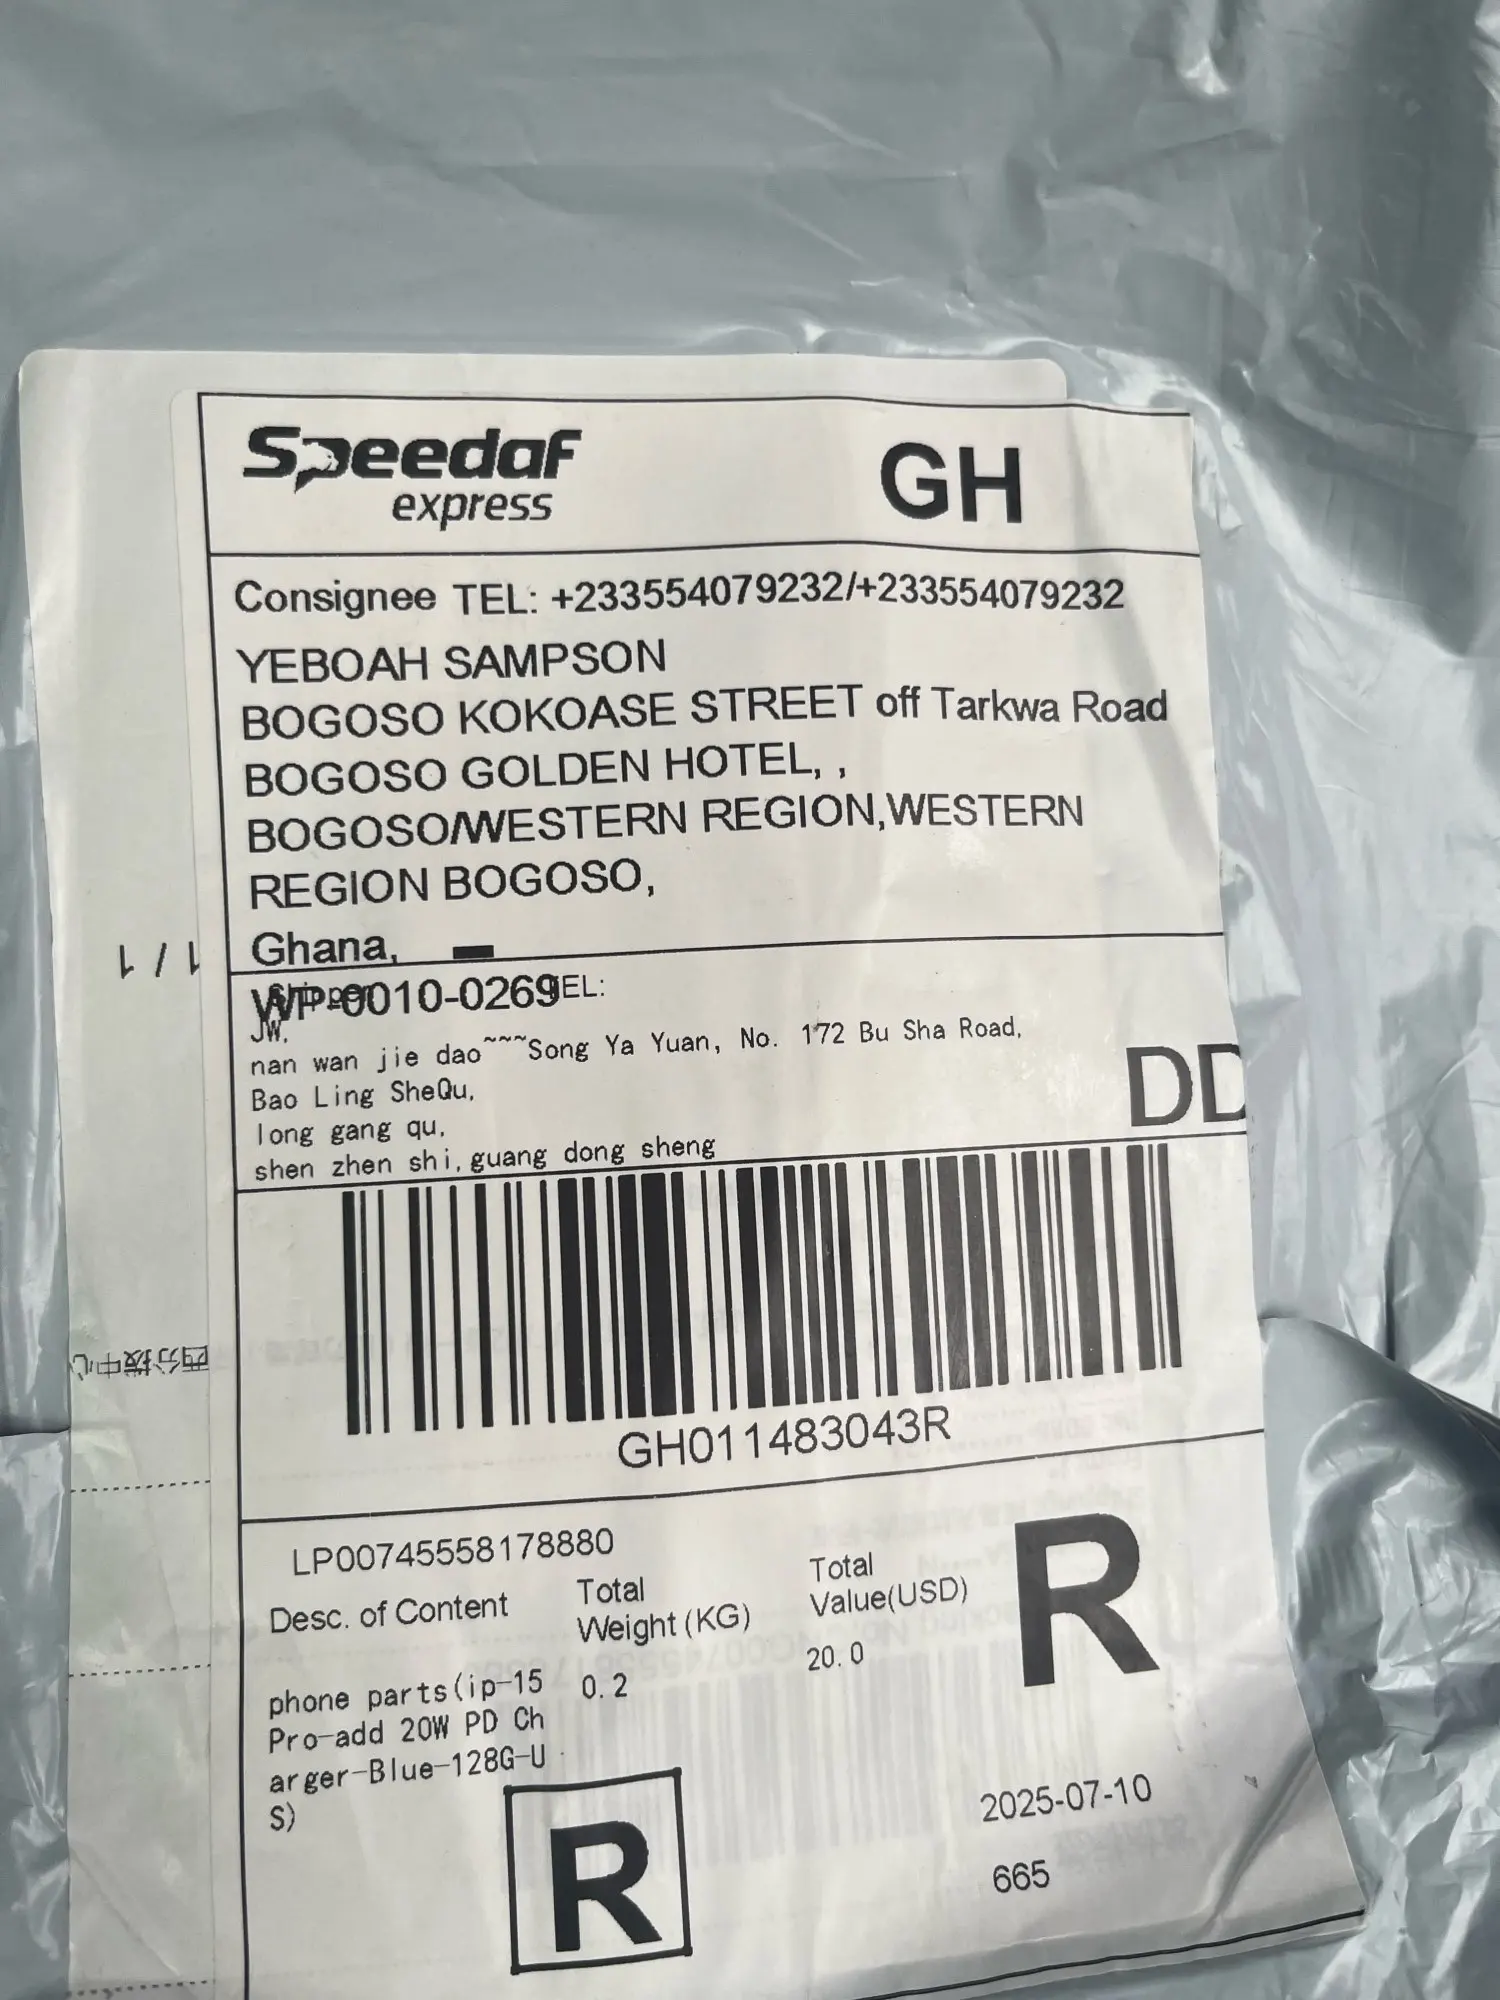 Speedaf
express
GH
Consignee TEL: +233554079232/+233554079232
YEBOAH SAMPSON
BOGOSO KOKOASE STREET off Tarkwa Road
BOGOSO GOLDEN HOTEL, ,
BOGOSO/WESTERN REGION,WESTERN
REGION BOGOSO,
Ghana,
WP-0010-0269
Shipper TEL:
JW,
nan wan jie dao~~~Song Ya Yuan, No. 172 Bu Sha Road,
Bao Ling SheQu,
long gang qu,
shen zhen shi,guang dong sheng
DD
1 / 1
GH011483043R
LP00745558178880
Desc. of Content
Total
Weight(KG)
Total
Value(USD)
R
phone parts(ip-15
Pro-add 20W PD Ch
arger-Blue-128G-U
S)
0.2
20.0
R
2025-07-10
665